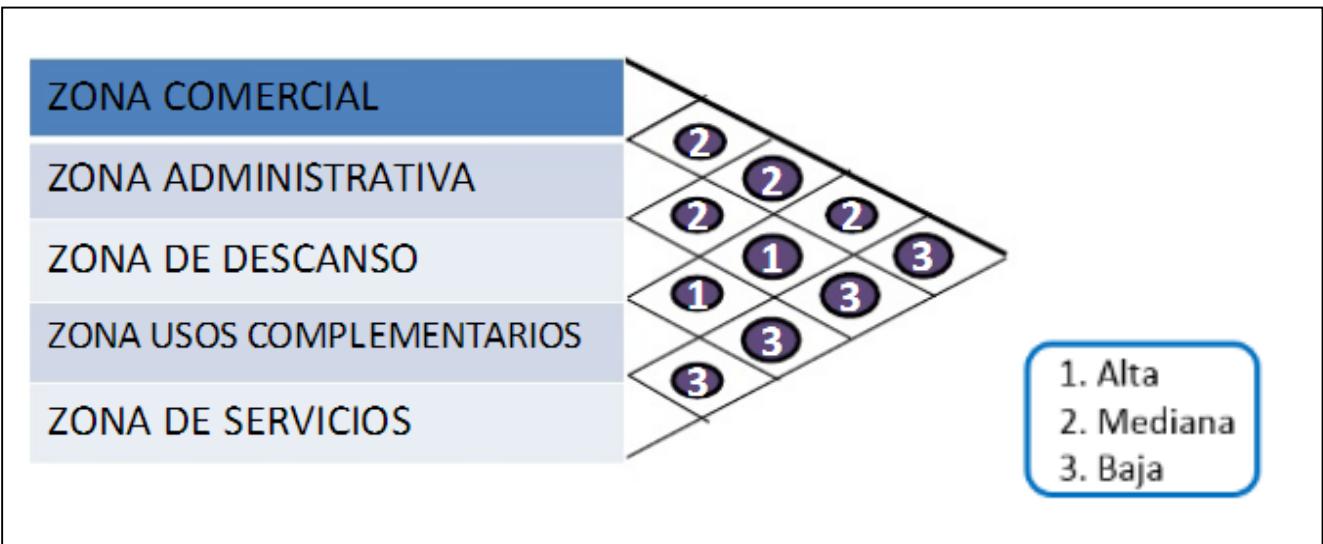 ZONA COMERCIAL
ZONA ADMINISTRATIVA
ZONA DE DESCANSO
ZONA USOS COMPLEMENTARIOS
ZONA DE SERVICIOS
2
2
2
2
3
1
1
3
3
3
1. Alta
2. Mediana
3. Baja